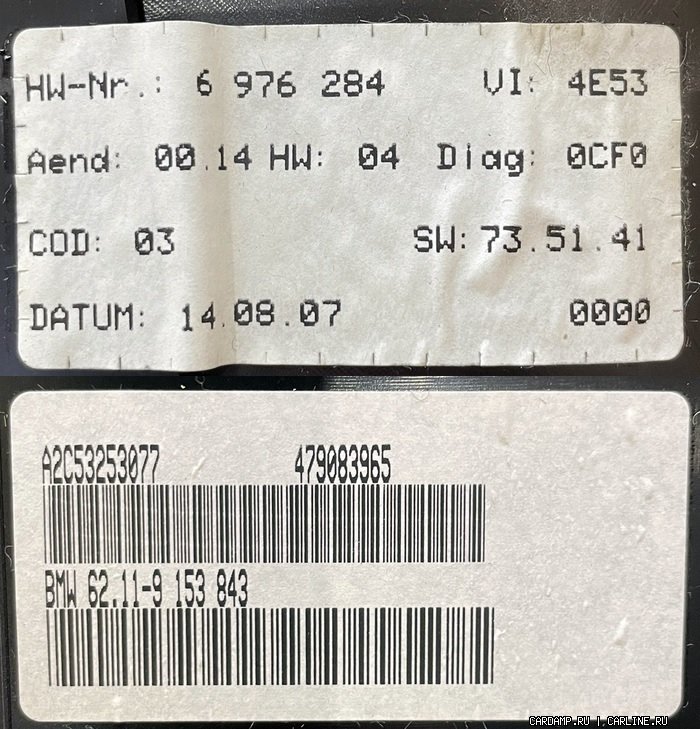 HW-Nr.: 6 976 284 VI: 4E53
Aend: 00.14 HW: 04 Diag: 0CF0
COD: 03 SW: 73.51.41
DATUM: 14.08.07 0000
A2C53253077 479083965
BMW 62.11-9 153 843
CARDAMP.RU | CARLINE.RU